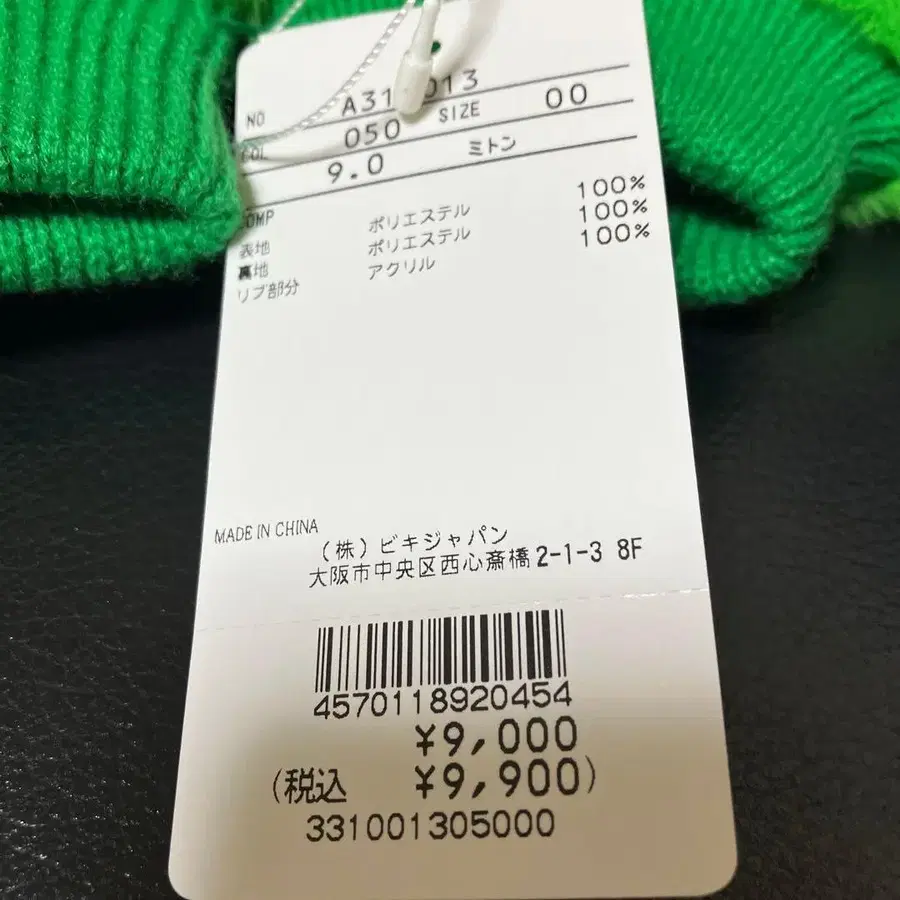 NO A31 013
COL 050 SIZE 00
9.0 ミトン
COMP
表地 ポリエステル 100%
裏地 ポリエステル 100%
リブ部分 アクリル 100%
MADE IN CHINA
(株)ビキジャパン
大阪市中央区西心斎橋2-1-3 8F
4570118920454
¥9,000
(税込 ¥9,900)
331001305000